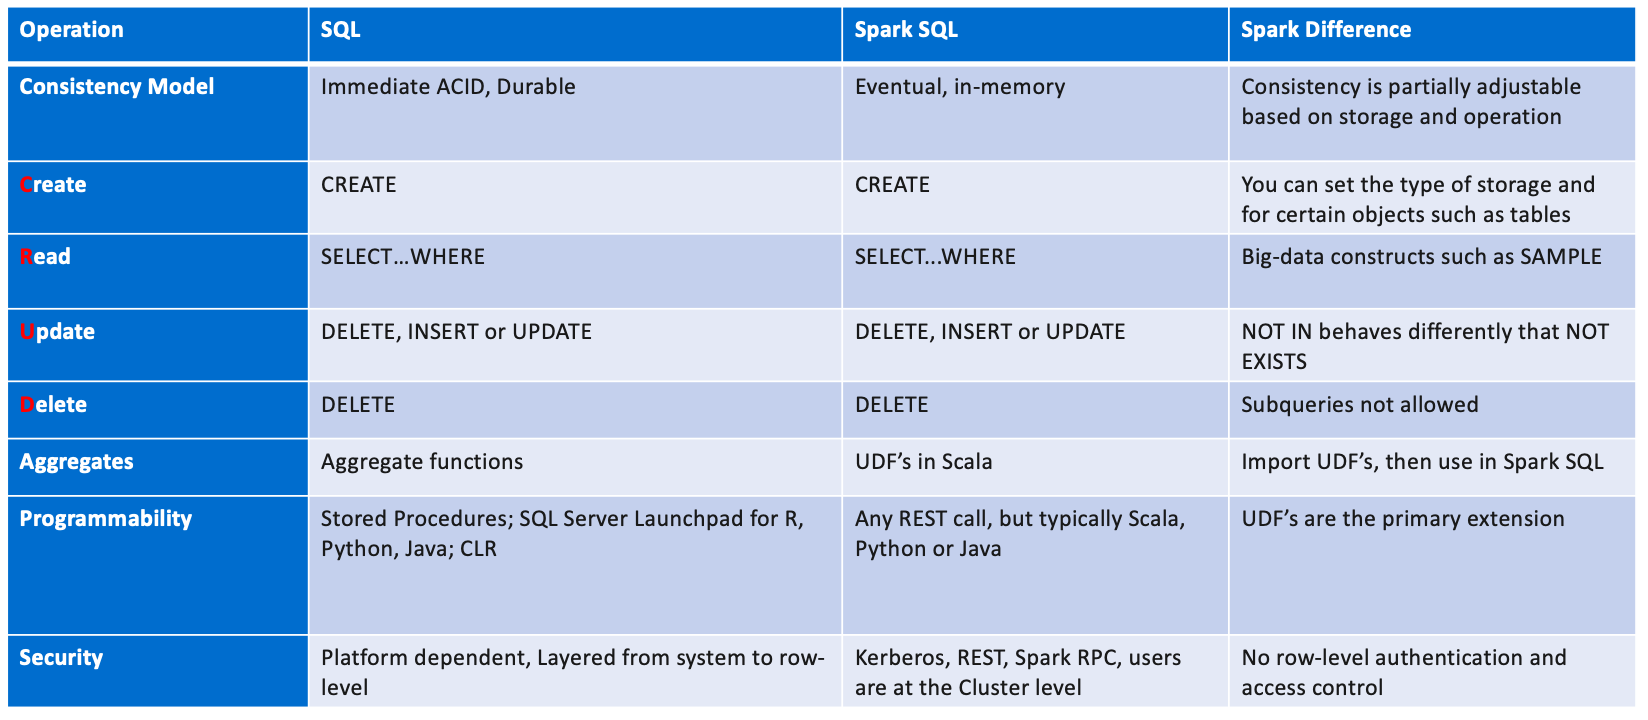 Operation SQL Spark SQL Spark Difference
Consistency Model Immediate ACID, Durable Eventual, in-memory Consistency is partially adjustable
based on storage and operation
Create CREATE CREATE You can set the type of storage and
for certain objects such as tables
Read SELECT...WHERE SELECT...WHERE Big-data constructs such as SAMPLE
Update DELETE, INSERT or UPDATE DELETE, INSERT or UPDATE NOT IN behaves differently that NOT
EXISTS
Delete DELETE DELETE Subqueries not allowed
Aggregates Aggregate functions UDF’s in Scala Import UDF’s, then use in Spark SQL
Programmability Stored Procedures; SQL Server Launchpad for R, Any REST call, but typically Scala, UDF’s are the primary extension
Python, Java; CLR Python or Java
Security Platform dependent, Layered from system to row- Kerberos, REST, Spark RPC, users No row-level authentication and
level are at the Cluster level access control